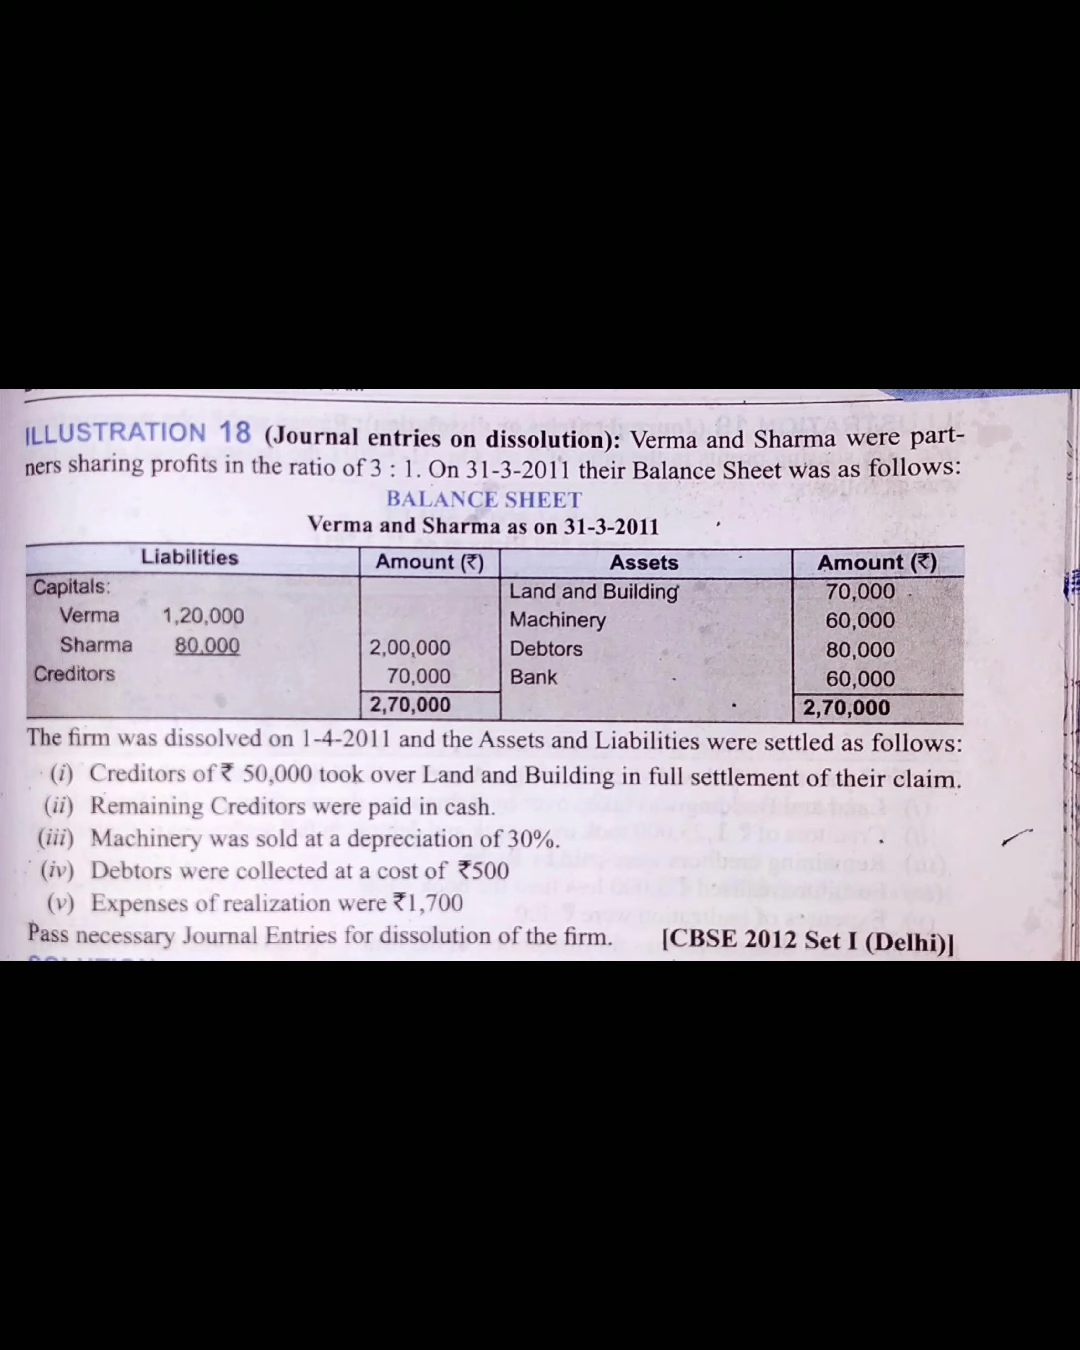 ILLUSTRATION 18 (Journal entries on dissolution): Verma and Sharma were part-
ners sharing profits in the ratio of 3 : 1. On 31-3-2011 their Balance Sheet was as follows:
BALANCE SHEET
Verma and Sharma as on 31-3-2011
Liabilities Amount (₹) Assets Amount (₹)
Capitals: Land and Building 70,000
Verma 1,20,000 Machinery 60,000
Sharma 80,000 2,00,000 Debtors 80,000
Creditors 70,000 Bank 60,000
2,70,000 2,70,000
The firm was dissolved on 1-4-2011 and the Assets and Liabilities were settled as follows:
(i) Creditors of ₹ 50,000 took over Land and Building in full settlement of their claim.
(ii) Remaining Creditors were paid in cash.
(iii) Machinery was sold at a depreciation of 30%.
(iv) Debtors were collected at a cost of ₹500
(v) Expenses of realization were ₹1,700
Pass necessary Journal Entries for dissolution of the firm. [CBSE 2012 Set I (Delhi)]